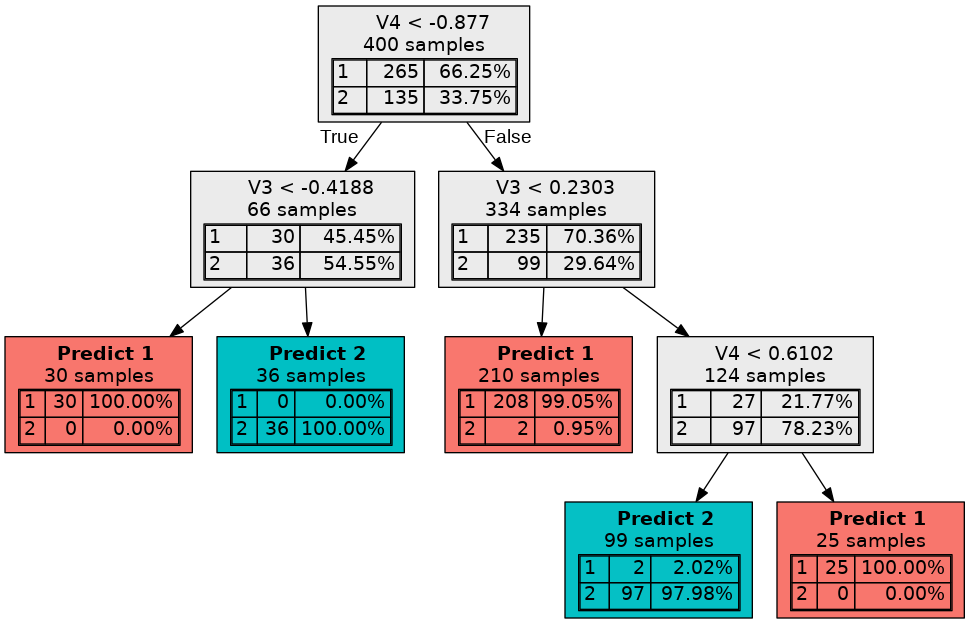 V4 < -0.877
400 samples
1 265 66.25%
2 135 33.75%
True False
V3 < -0.4188
66 samples
1 30 45.45%
2 36 54.55%
V3 < 0.2303
334 samples
1 235 70.36%
2 99 29.64%
Predict 1
30 samples
1 30 100.00%
2 0 0.00%
Predict 2
36 samples
1 0 0.00%
2 36 100.00%
Predict 1
210 samples
1 208 99.05%
2 2 0.95%
V4 < 0.6102
124 samples
1 27 21.77%
2 97 78.23%
Predict 2
99 samples
1 2 2.02%
2 97 97.98%
Predict 1
25 samples
1 25 100.00%
2 0 0.00%